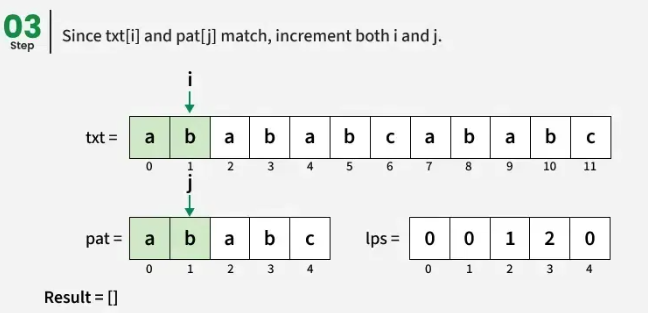 03
Step
Since txt[i] and pat[j] match, increment both i and j.
i
txt = a b a b a b c a b a b c
0 1 2 3 4 5 6 7 8 9 10 11
j
pat = a b a b c lps = 0 0 1 2 0
0 1 2 3 4 0 1 2 3 4
Result = []